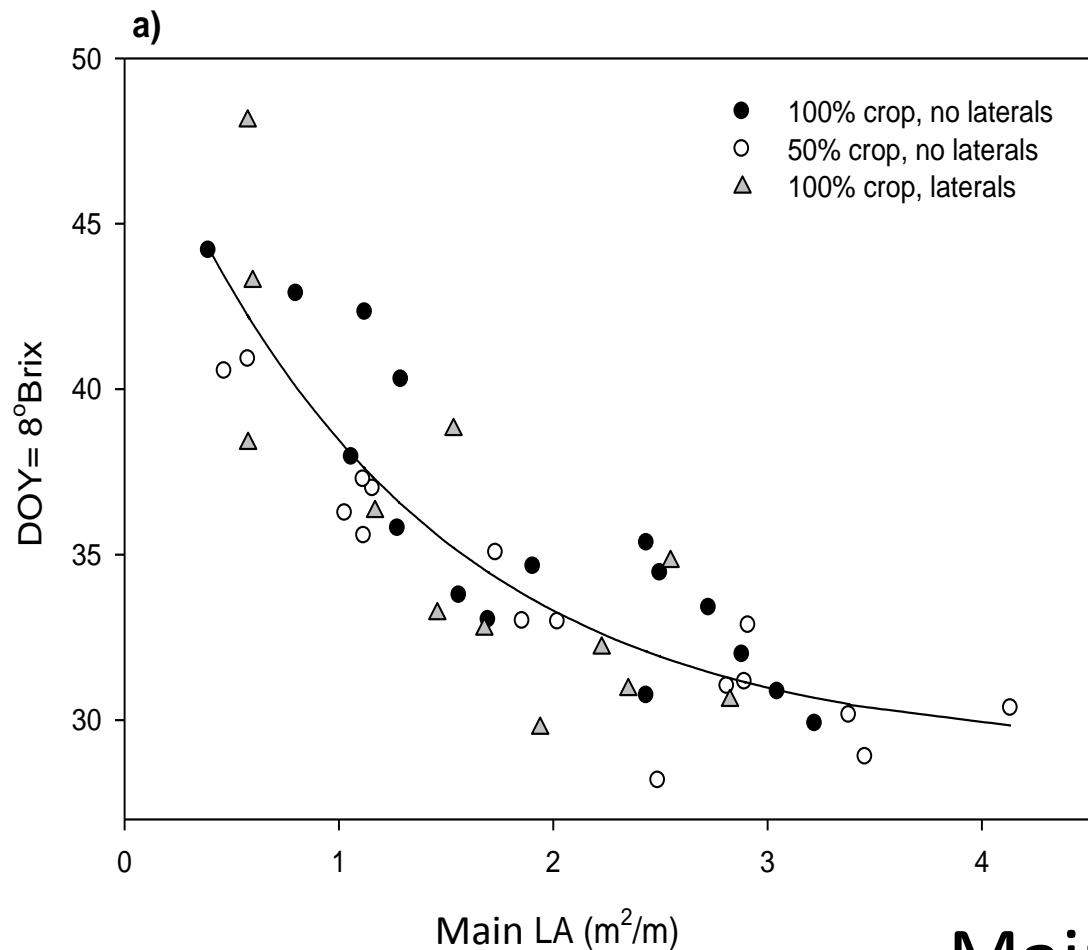 a)
50
45
40
35
30
DOY= 8°Brix
100% crop, no laterals
50% crop, no laterals
100% crop, laterals
0 1 2 3 4
Main LA (m²/m)